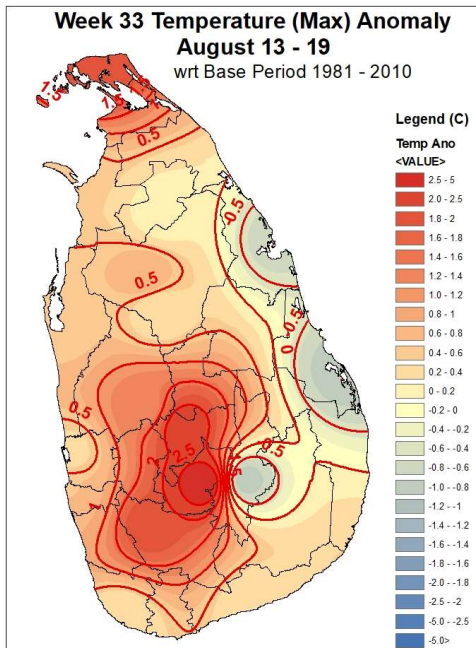 Week 33 Temperature (Max) Anomaly
August 13 - 19
wrt Base Period 1981 - 2010
Legend (C)
Temp Ano
<VALUE>
2.5 - 5
2.0 - 2.5
1.8 - 2
1.6 - 1.8
1.4 - 1.6
1.2 - 1.4
1.0 - 1.2
0.8 - 1
0.6 - 0.8
0.4 - 0.6
0.2 - 0.4
0 - 0.2
-0.2 - 0
-0.4 - -0.2
-0.6 - -0.4
-0.8 - -0.6
-1.0 - -0.8
-1.2 - -1
-1.4 - -1.2
-1.6 - -1.4
-1.8 - -1.6
-2.0 - -1.8
-2.5 - -2
-5.0 - -2.5
-5.0>
1.5
1.5
0.5
-0.5
0
0.5
-0.5
0
0.5
0.5
2
2.5
1